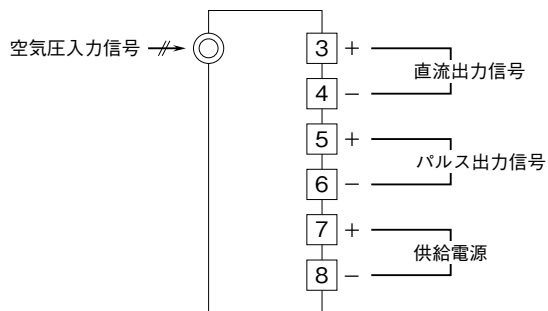 空気圧入力信号
3 +
直流出力信号
4 −
5 +
パルス出力信号
6 −
7 +
供給電源
8 −